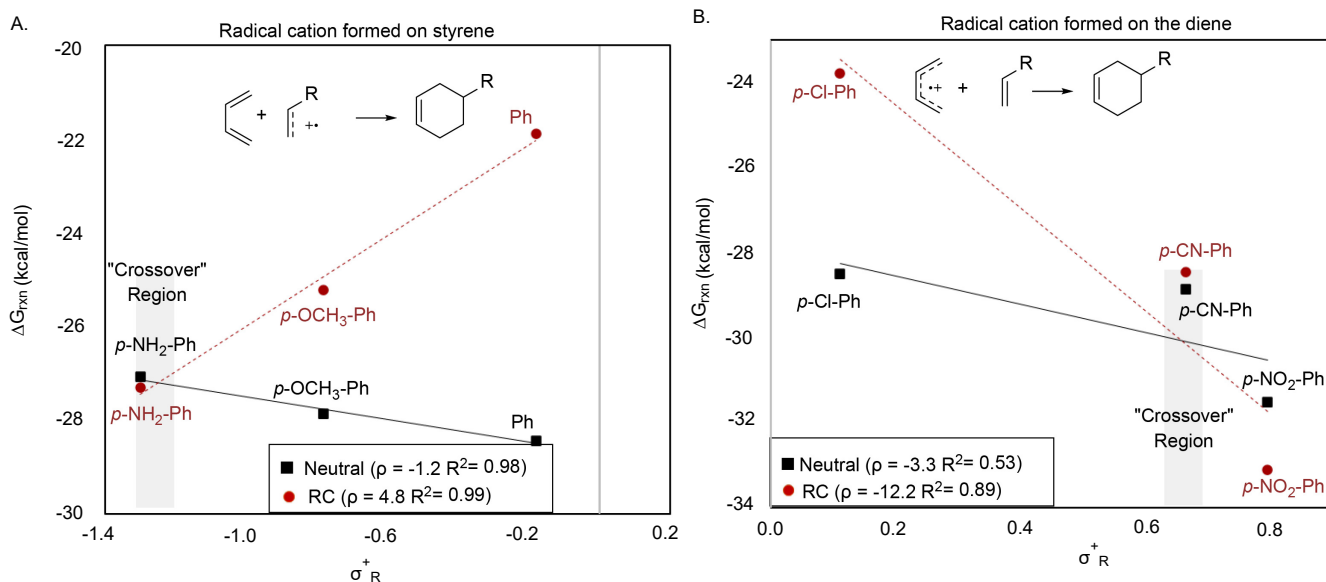 A.
Radical cation formed on styrene
-20
-22
-24
-26
-28
-30
ΔG_rxn (kcal/mol)
+
R
+•
R
Ph
"Crossover"
Region
p-NH₂-Ph
p-OCH₃-Ph
p-OCH₃-Ph
p-NH₂-Ph
Ph
Neutral (ρ = -1.2 R²= 0.98)
RC (ρ = 4.8 R²= 0.99)
-1.4
-1.0
-0.6
-0.2
0.2
σ⁺_R
B.
Radical cation formed on the diene
-24
-26
-28
-30
-32
-34
ΔG_rxn (kcal/mol)
•+
+
R
R
p-Cl-Ph
p-CN-Ph
p-Cl-Ph
p-CN-Ph
p-NO₂-Ph
"Crossover"
Region
p-NO₂-Ph
Neutral (ρ = -3.3 R²= 0.53)
RC (ρ = -12.2 R²= 0.89)
0.0
0.2
0.4
0.6
0.8
σ⁺_R